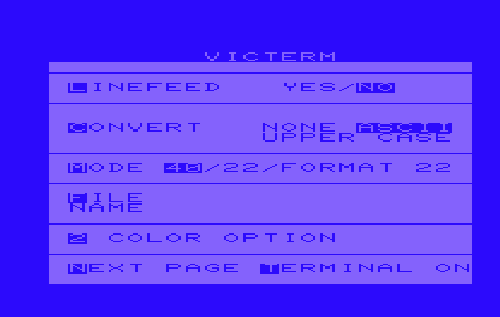 VICTERM
LINEFEED YES/NO
CONVERT NONE ASCII
UPPER CASE
MODE 40/22/FORMAT 22
FILE
NAME
2 COLOR OPTION
NEXT PAGE TERMINAL ON